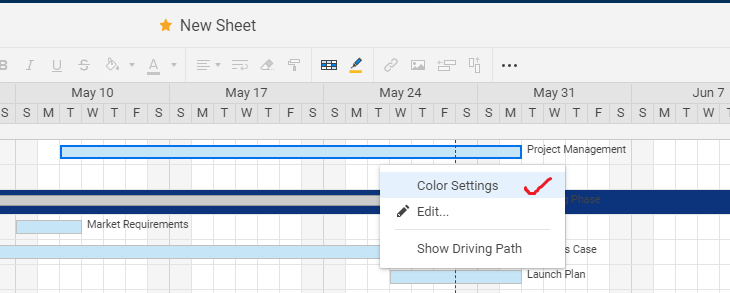 New Sheet
B I U S A
May 10 May 17 May 24 May 31 Jun 7
S S M T W T F S S M T W T F S S M T W T F S S M T W T F S S M T W
Project Management
Color Settings
Phase
Edit...
Market Requirements
Show Driving Path
s Case
Launch Plan